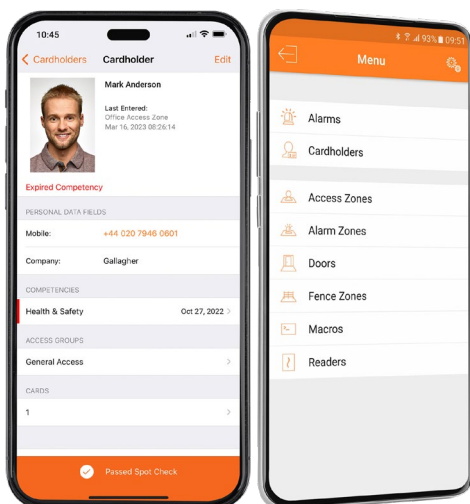 10:45
Cardholders
Cardholder
Edit
Mark Anderson
Last Entered:
Office Access Zone
Mar 16, 2023 08:26:14
Expired Competency
PERSONAL DATA FIELDS
Mobile: +44 020 7946 0601
Company: Gallagher
COMPETENCIES
Health & Safety Oct 27, 2022
ACCESS GROUPS
General Access
CARDS
1
Passed Spot Check
93% 09:51
Menu
Alarms
Cardholders
Access Zones
Alarm Zones
Doors
Fence Zones
Macros
Readers